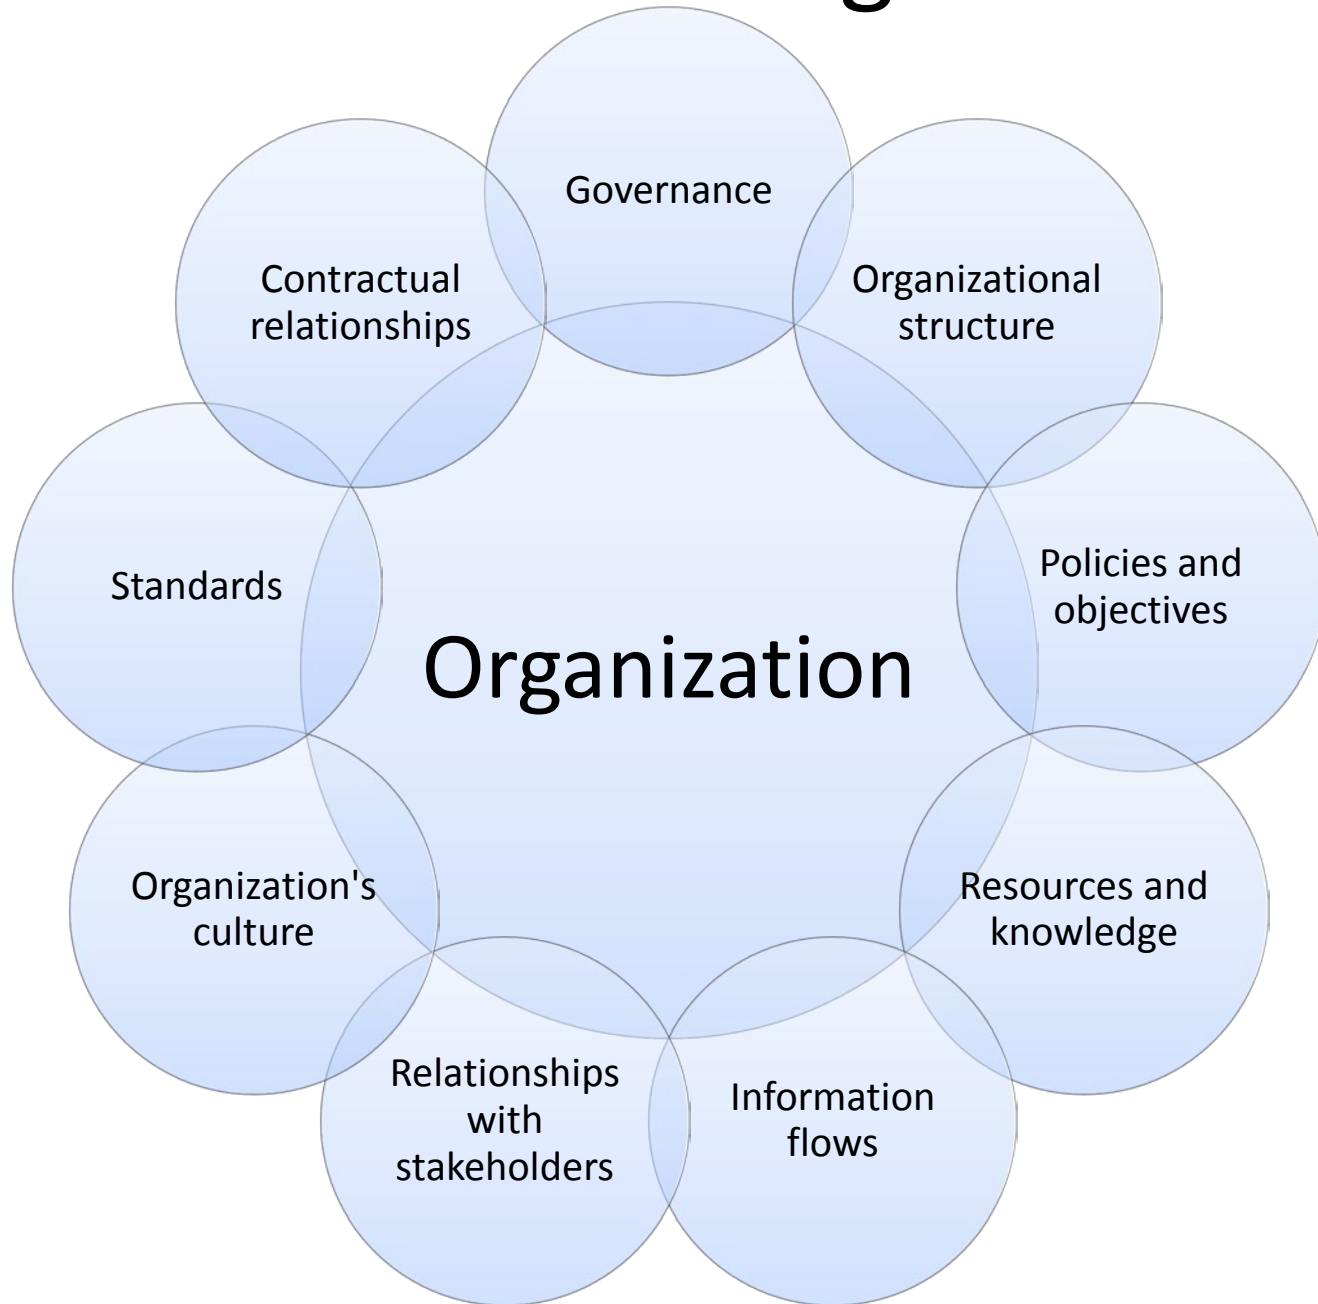 Governance
Organizational
structure
Policies and
objectives
Resources and
knowledge
Information
flows
Relationships
with
stakeholders
Organization's
culture
Standards
Contractual
relationships
Organization